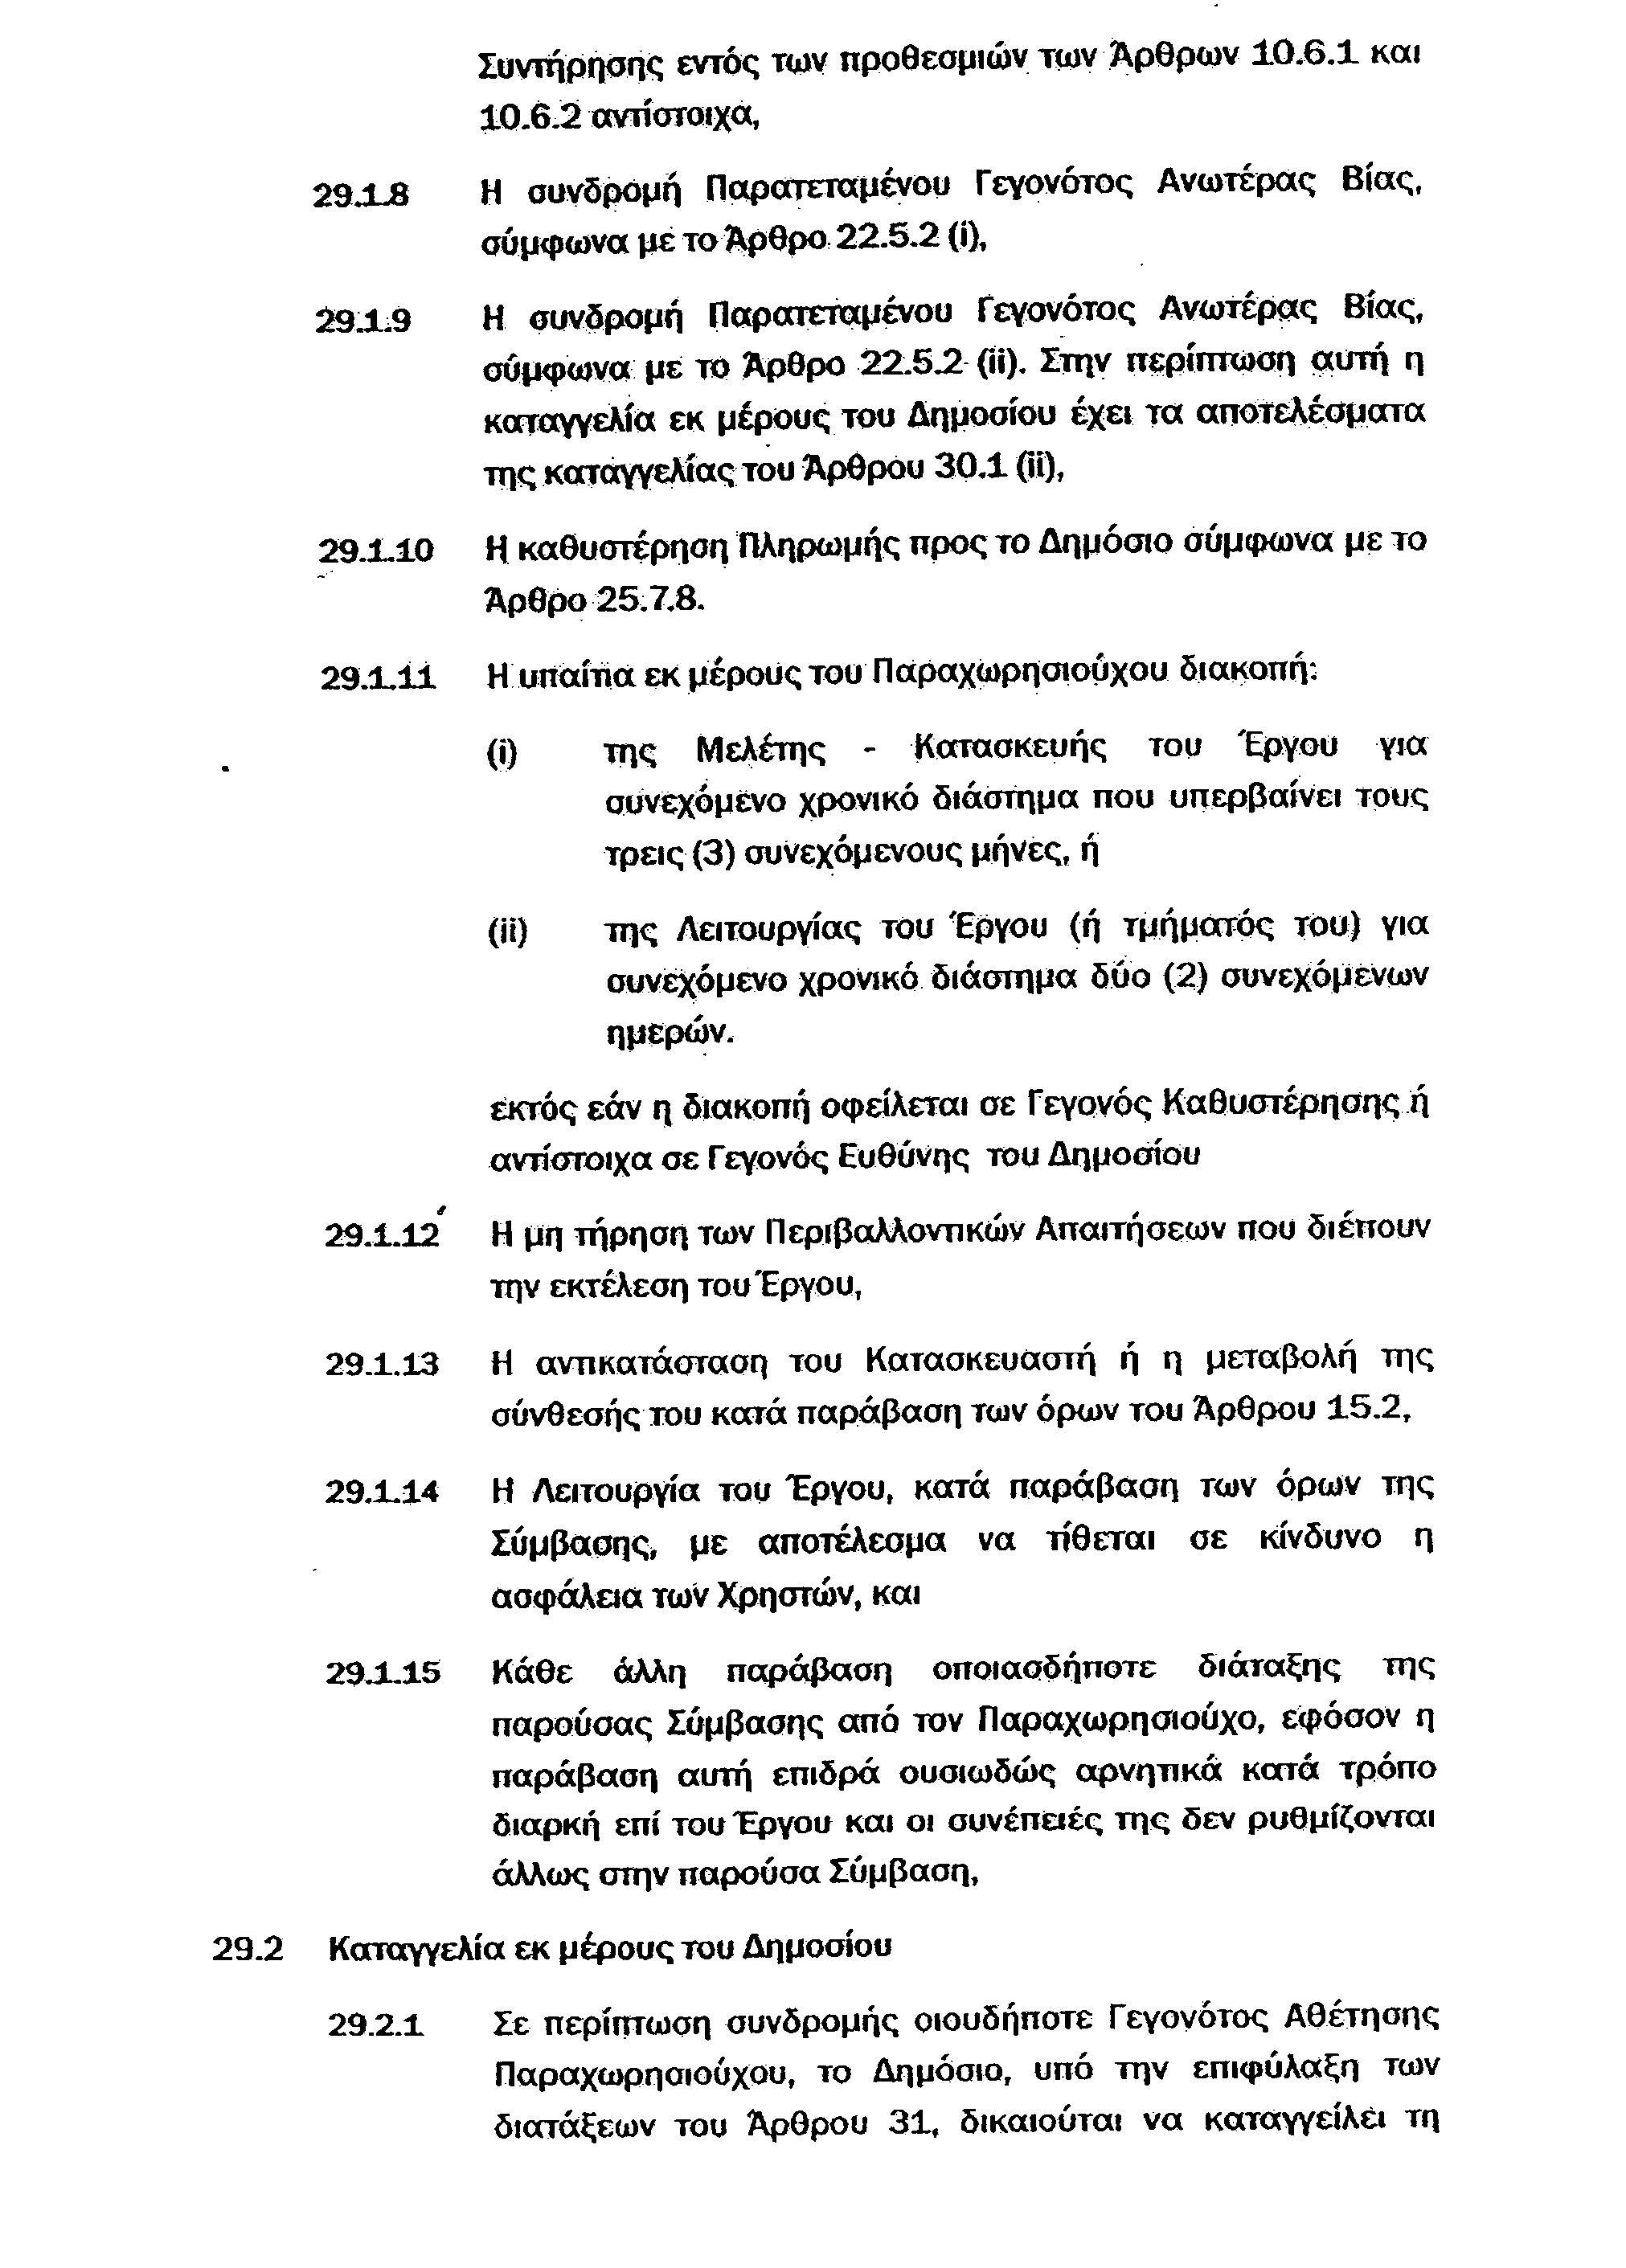 Συντήρησης εντός των προθεσμιών των Άρθρων 10.6.1 και
10.6.2 αντίστοιχα,
29.1.8 Η συνδρομή Παρατεταμένου Γεγονότος Ανωτέρας Βίας,
σύμφωνα με το Άρθρο 22.5.2 (i),
29.1.9 Η συνδρομή Παρατεταμένου Γεγονότος Ανωτέρας Βίας,
σύμφωνα με το Άρθρο 22.5.2 (ii). Στην περίπτωση αυτή η
καταγγελία εκ μέρους του Δημοσίου έχει τα αποτελέσματα
της καταγγελίας του Άρθρου 30.1 (ii),
29.1.10 Η καθυστέρηση Πληρωμής προς το Δημόσιο σύμφωνα με το
Άρθρο 25.7.8.
29.1.11 Η υπαίτια εκ μέρους του Παραχωρησιούχου διακοπή:
(i) της Μελέτης - Κατασκευής του Έργου για
συνεχόμενο χρονικό διάστημα που υπερβαίνει τους
τρεις (3) συνεχόμενους μήνες, ή
(ii) της Λειτουργίας του Έργου (ή τμήματός του) για
συνεχόμενο χρονικό διάστημα δύο (2) συνεχόμενων
ημερών.
εκτός εάν η διακοπή οφείλεται σε Γεγονός Καθυστέρησης ή
αντίστοιχα σε Γεγονός Ευθύνης του Δημοσίου
29.1.12 Η μη τήρηση των Περιβαλλοντικών Απαιτήσεων που διέπουν
την εκτέλεση του Έργου,
29.1.13 Η αντικατάσταση του Κατασκευαστή ή η μεταβολή της
σύνθεσής του κατά παράβαση των όρων του Άρθρου 15.2,
29.1.14 Η Λειτουργία του Έργου, κατά παράβαση των όρων της
Σύμβασης, με αποτέλεσμα να τίθεται σε κίνδυνο η
ασφάλεια των Χρηστών, και
29.1.15 Κάθε άλλη παράβαση οποιασδήποτε διάταξης της
παρούσας Σύμβασης από τον Παραχωρησιούχο, εφόσον η
παράβαση αυτή επιδρά ουσιωδώς αρνητικά κατά τρόπο
διαρκή επί του Έργου και οι συνέπειές της δεν ρυθμίζονται
άλλως στην παρούσα Σύμβαση,
29.2 Καταγγελία εκ μέρους του Δημοσίου
29.2.1 Σε περίπτωση συνδρομής οιουδήποτε Γεγονότος Αθέτησης
Παραχωρησιούχου, το Δημόσιο, υπό την επιφύλαξη των
διατάξεων του Άρθρου 31, δικαιούται να καταγγείλει τη